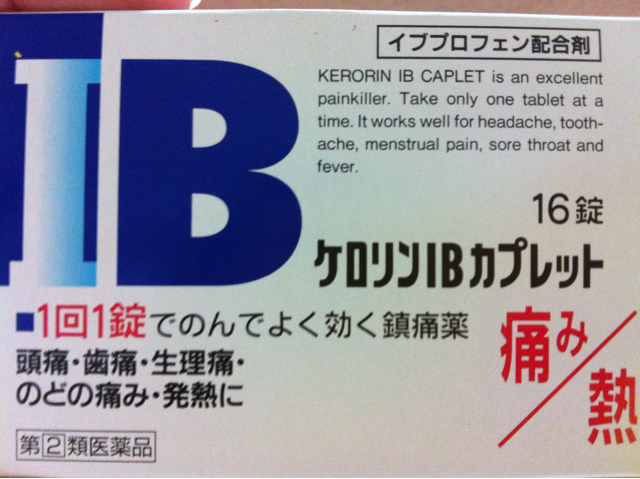 IB
イブプロフェン配合剤
KERORIN IB CAPLET is an excellent
painkiller. Take only one tablet at a
time. It works well for headache, tooth-
ache, menstrual pain, sore throat and
fever.
16錠
ケロリンIBカプレット
■1回1錠でのんでよく効く鎮痛薬
頭痛・歯痛・生理痛・
のどの痛み・発熱に
痛み/熱
第②類医薬品